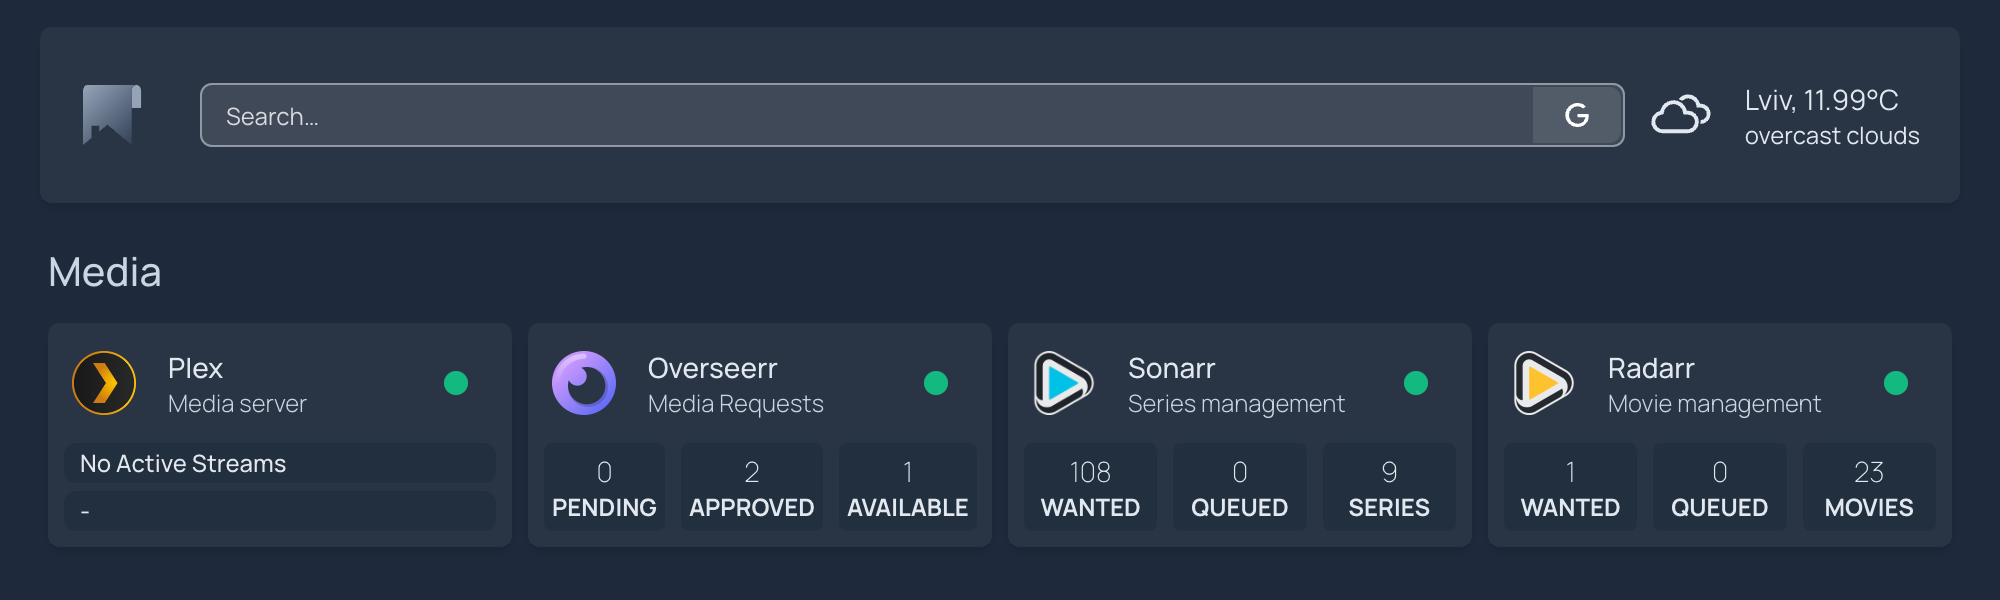 Search...
G
Lviv, 11.99°C
overcast clouds
Media
Plex
Media server
No Active Streams
-
Overseerr
Media Requests
0
PENDING
2
APPROVED
1
AVAILABLE
Sonarr
Series management
108
WANTED
0
QUEUED
9
SERIES
Radarr
Movie management
1
WANTED
0
QUEUED
23
MOVIES